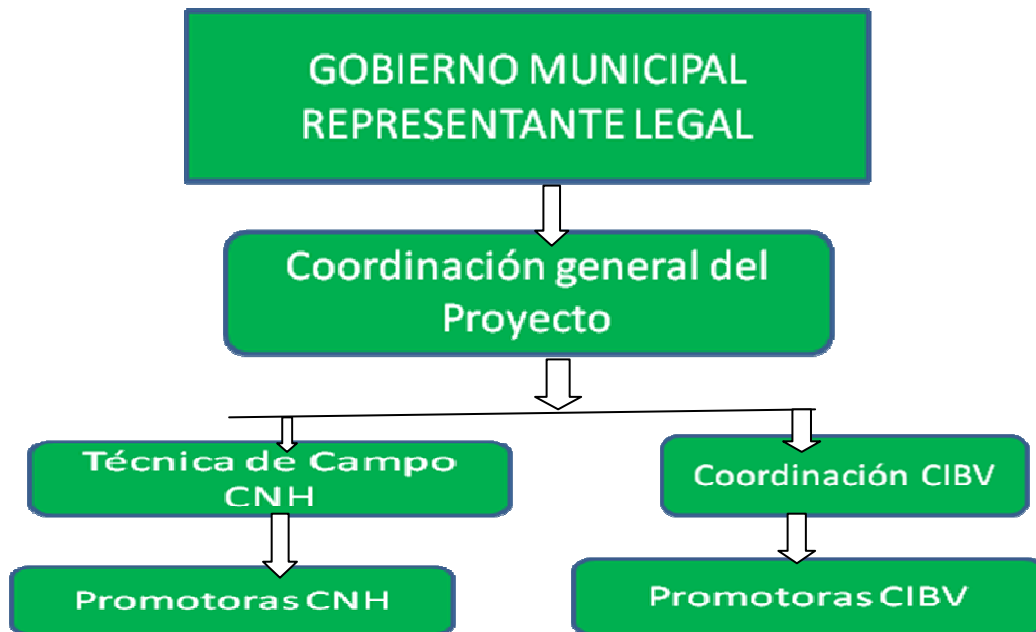 GOBIERNO MUNICIPAL
REPRESENTANTE LEGAL
Coordinación general del
Proyecto
Técnica de Campo
CNH
Coordinación CIBV
Promotoras CNH
Promotoras CIBV